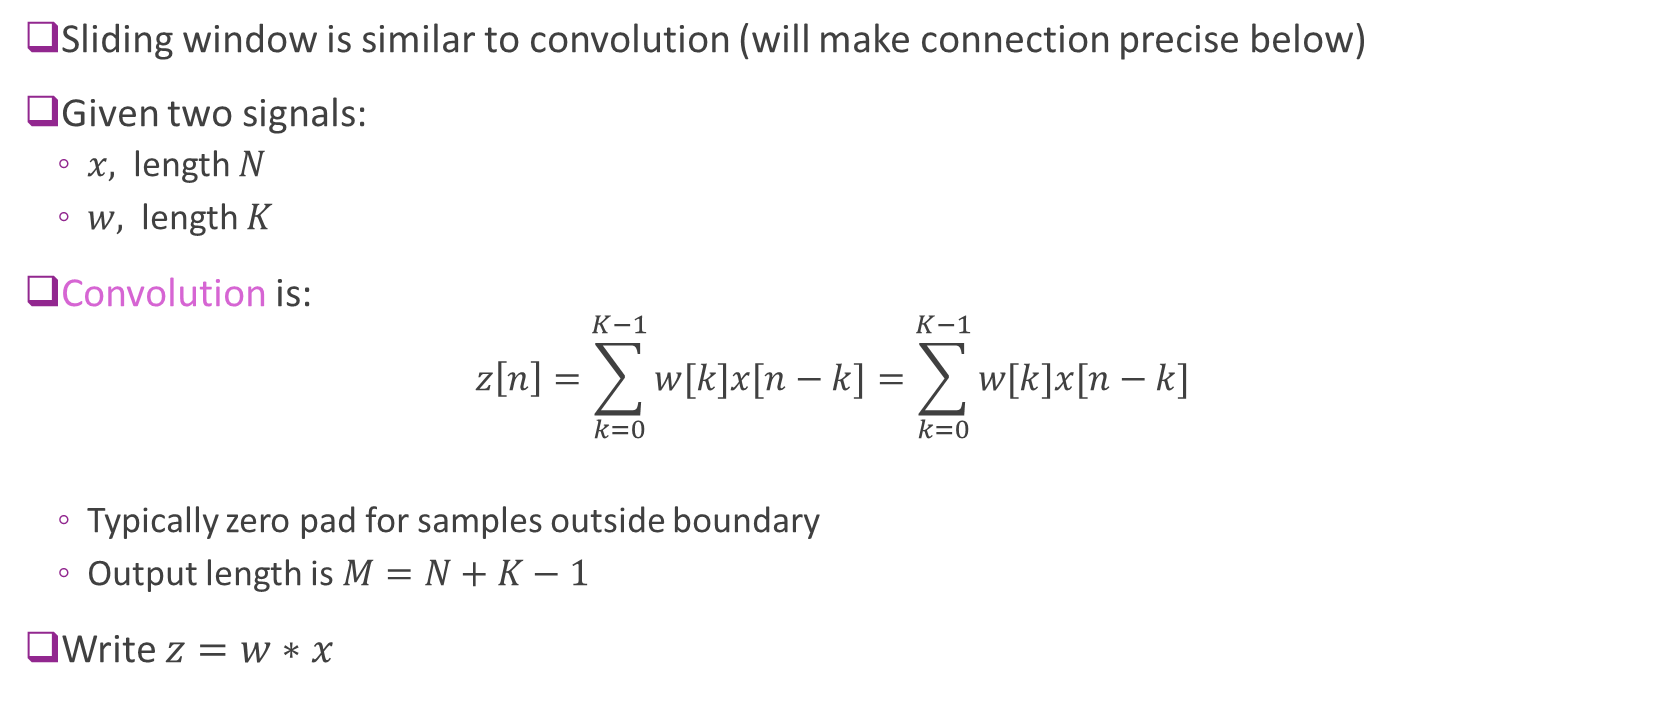 ❑Sliding window is similar to convolution (will make connection precise below)
❑Given two signals:
◦ x, length N
◦ w, length K
❑Convolution is:
z[n] = ∑_{k=0}^{K−1} w[k]x[n − k] = ∑_{k=0}^{K−1} w[k]x[n − k]
◦ Typically zero pad for samples outside boundary
◦ Output length is M = N + K − 1
❑Write z = w ∗ x